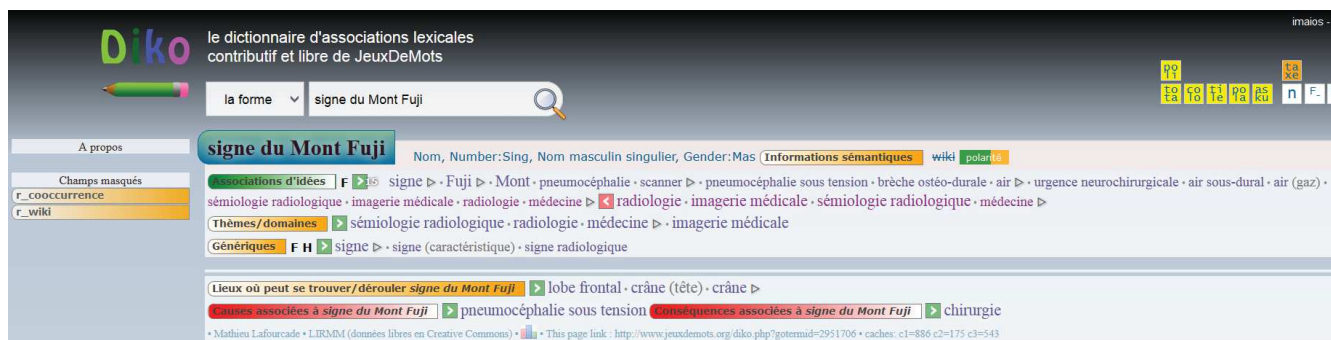 imaios -
Diko
le dictionnaire d'associations lexicales
contributif et libre de JeuxDeMots
po li ta xe
to ta co lo ti le po la as ku n F-
la forme signe du Mont Fuji
A propos
signe du Mont Fuji Nom, Number:Sing, Nom masculin singulier, Gender:Mas Informations sémantiques wiki polarité
Champs masqués
r_cooccurrence
r_wiki
Associations d'idées F > 15 signe ▷ · Fuji ▷ · Mont · pneumocéphalie · scanner ▷ · pneumocéphalie sous tension · brèche ostéo-durale · air ▷ · urgence neurochirurgicale · air sous-dural · air (gaz) ·
sémiologie radiologique · imagerie médicale · radiologie · médecine ▷ < radiologie · imagerie médicale · sémiologie radiologique · médecine ▷
Thèmes/domaines > sémiologie radiologique · radiologie · médecine ▷ · imagerie médicale
Génériques F H > signe ▷ · signe (caractéristique) · signe radiologique
Lieux où peut se trouver/dérouler signe du Mont Fuji > lobe frontal · crâne (tête) · crâne ▷
Causes associées à signe du Mont Fuji > pneumocéphalie sous tension Conséquences associées à signe du Mont Fuji > chirurgie
• Mathieu Lafourcade • LIRMM (données libres en Creative Commons) • • This page link : http://www.jeuxdemots.org/diko.php?gotermid=2951706 • caches: c1=886 c2=175 c3=543